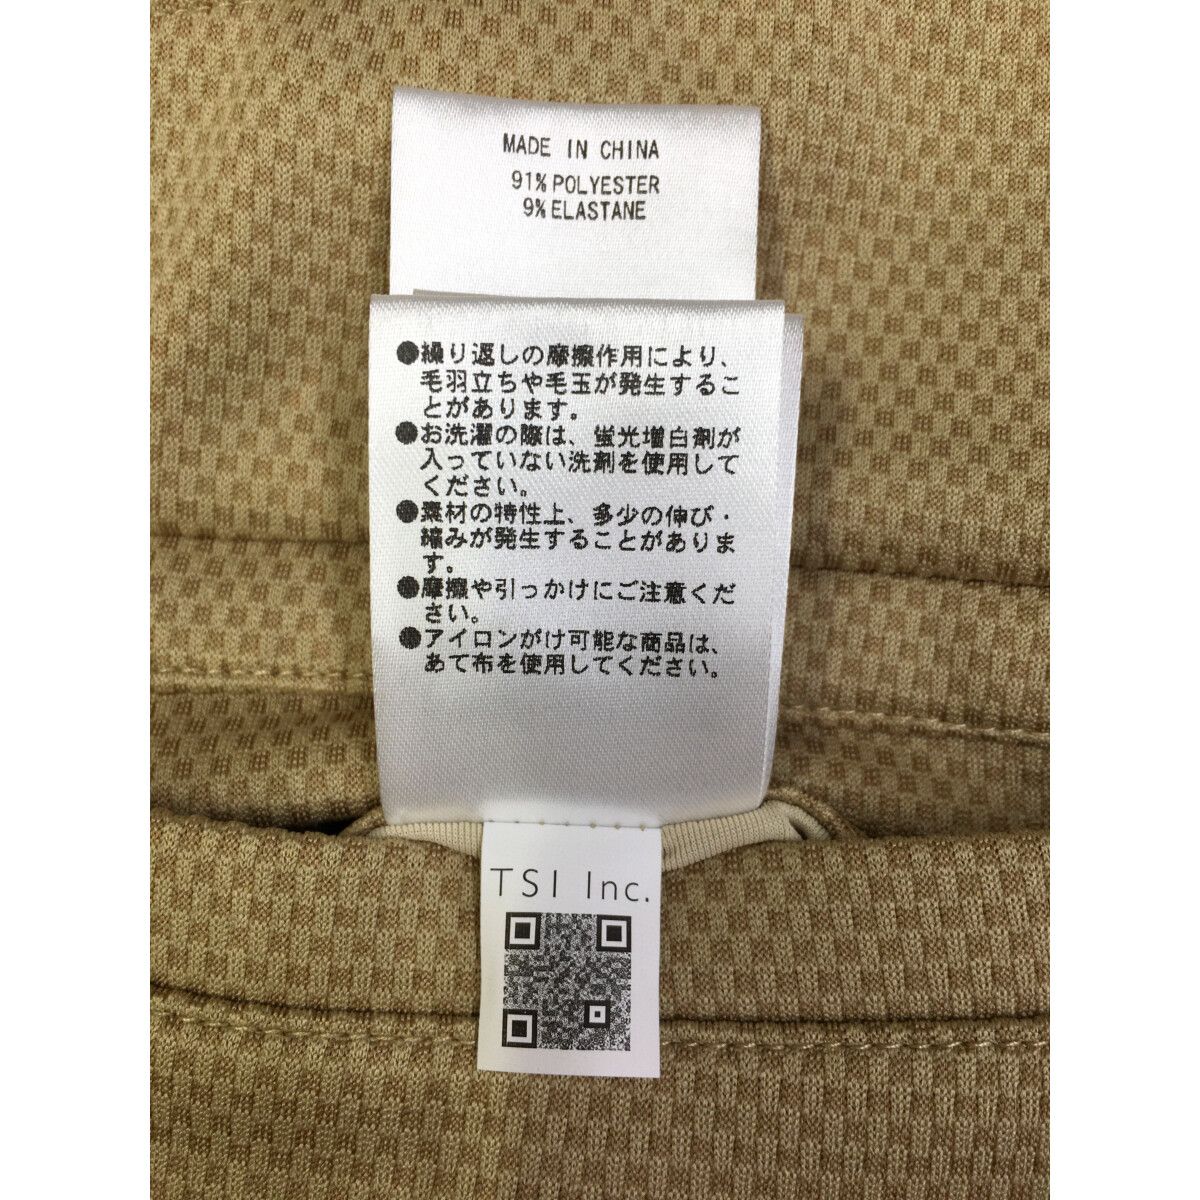 MADE IN CHINA
91% POLYESTER
9% ELASTANE
●繰り返しの摩擦作用により、
毛羽立ちや毛玉が発生するこ
とがあります。
●お洗濯の際は、蛍光増白剤が
入っていない洗剤を使用して
ください。
●素材の特性上、多少の伸び・
縮みが発生することがありま
す。
●摩擦や引っかけにご注意くだ
さい。
●アイロンがけ可能な商品は、
あて布を使用してください。
TSI Inc.